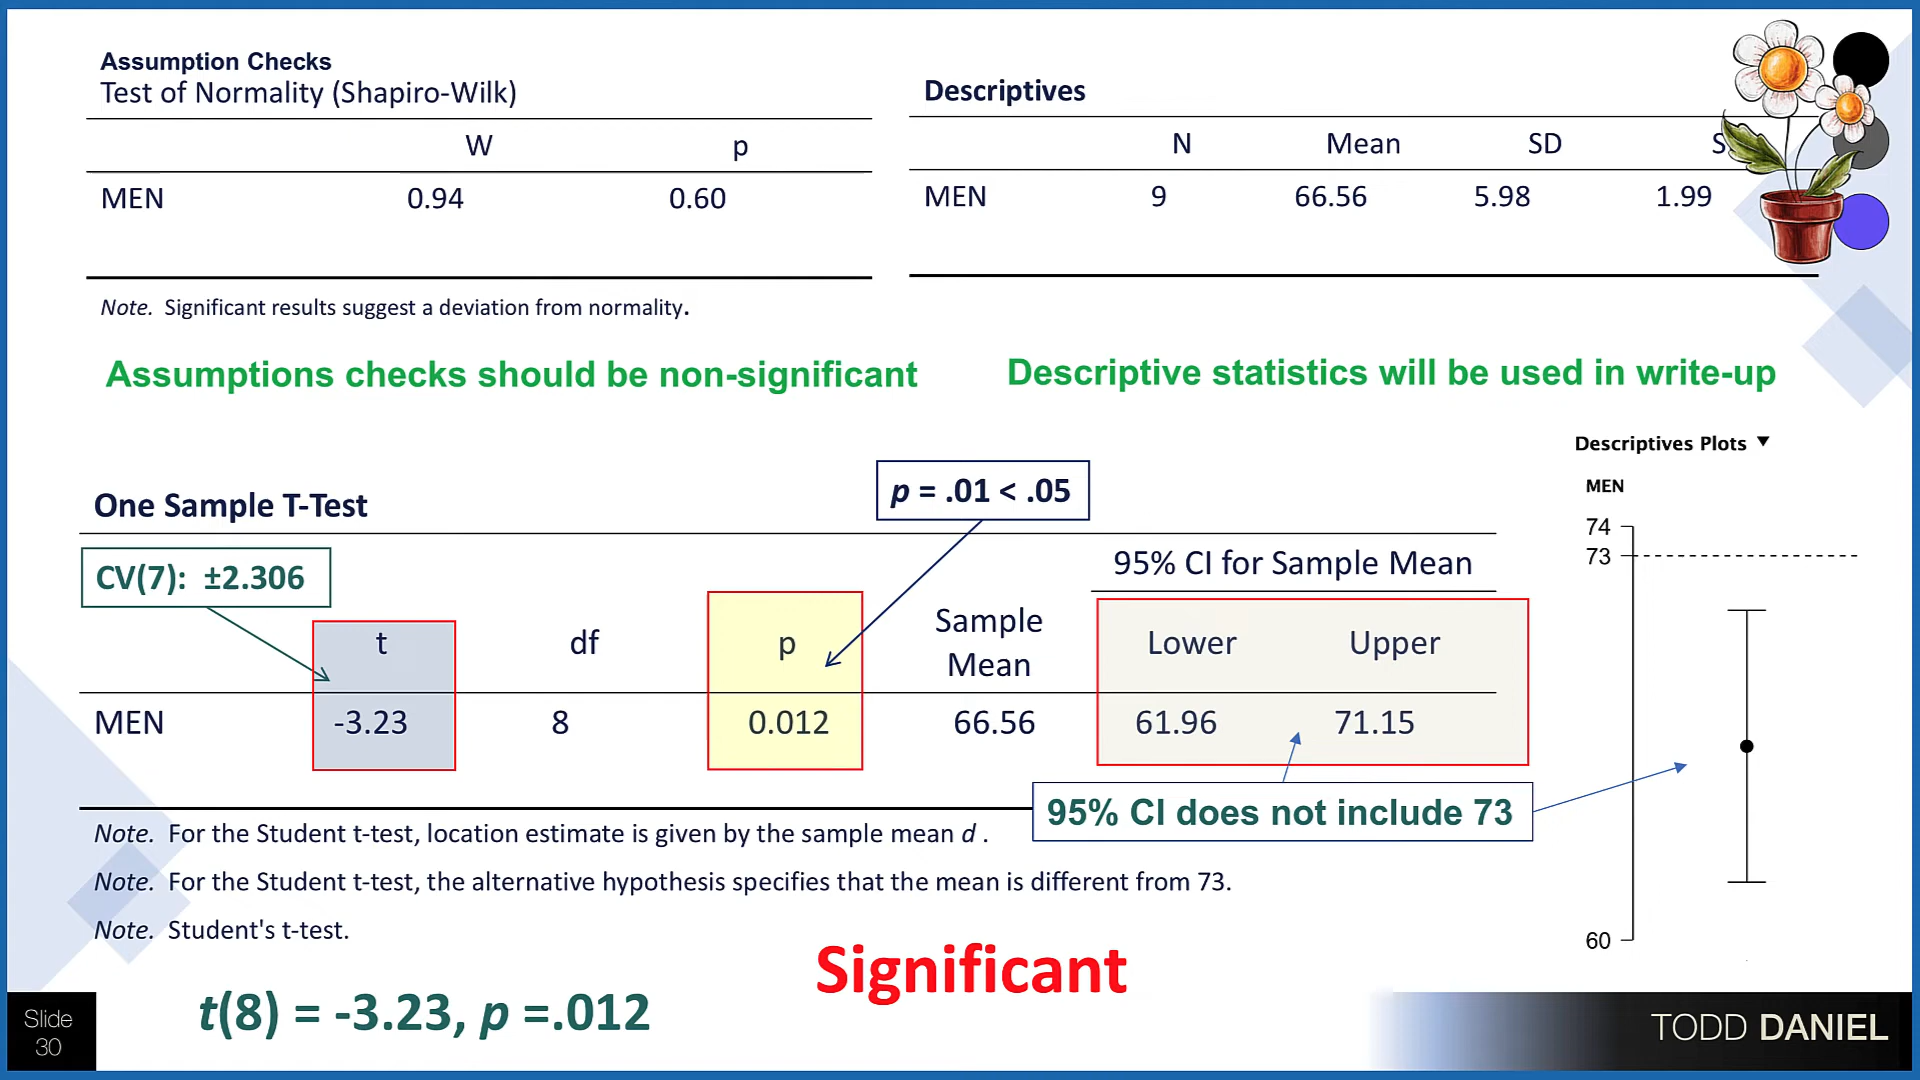 Assumption Checks
Test of Normality (Shapiro-Wilk)
W p
MEN 0.94 0.60
Note. Significant results suggest a deviation from normality.
Assumptions checks should be non-significant
Descriptives
N Mean SD
MEN 9 66.56 5.98 1.99
Descriptive statistics will be used in write-up
One Sample T-Test
p = .01 < .05
CV(7): ±2.306
95% CI for Sample Mean
t df p Sample Mean Lower Upper
MEN -3.23 8 0.012 66.56 61.96 71.15
95% CI does not include 73
Note. For the Student t-test, location estimate is given by the sample mean d .
Note. For the Student t-test, the alternative hypothesis specifies that the mean is different from 73.
Note. Student's t-test.
Descriptives Plots ▼
MEN
74
73
60
Significant
t(8) = -3.23, p =.012
Slide
30
TODD DANIEL